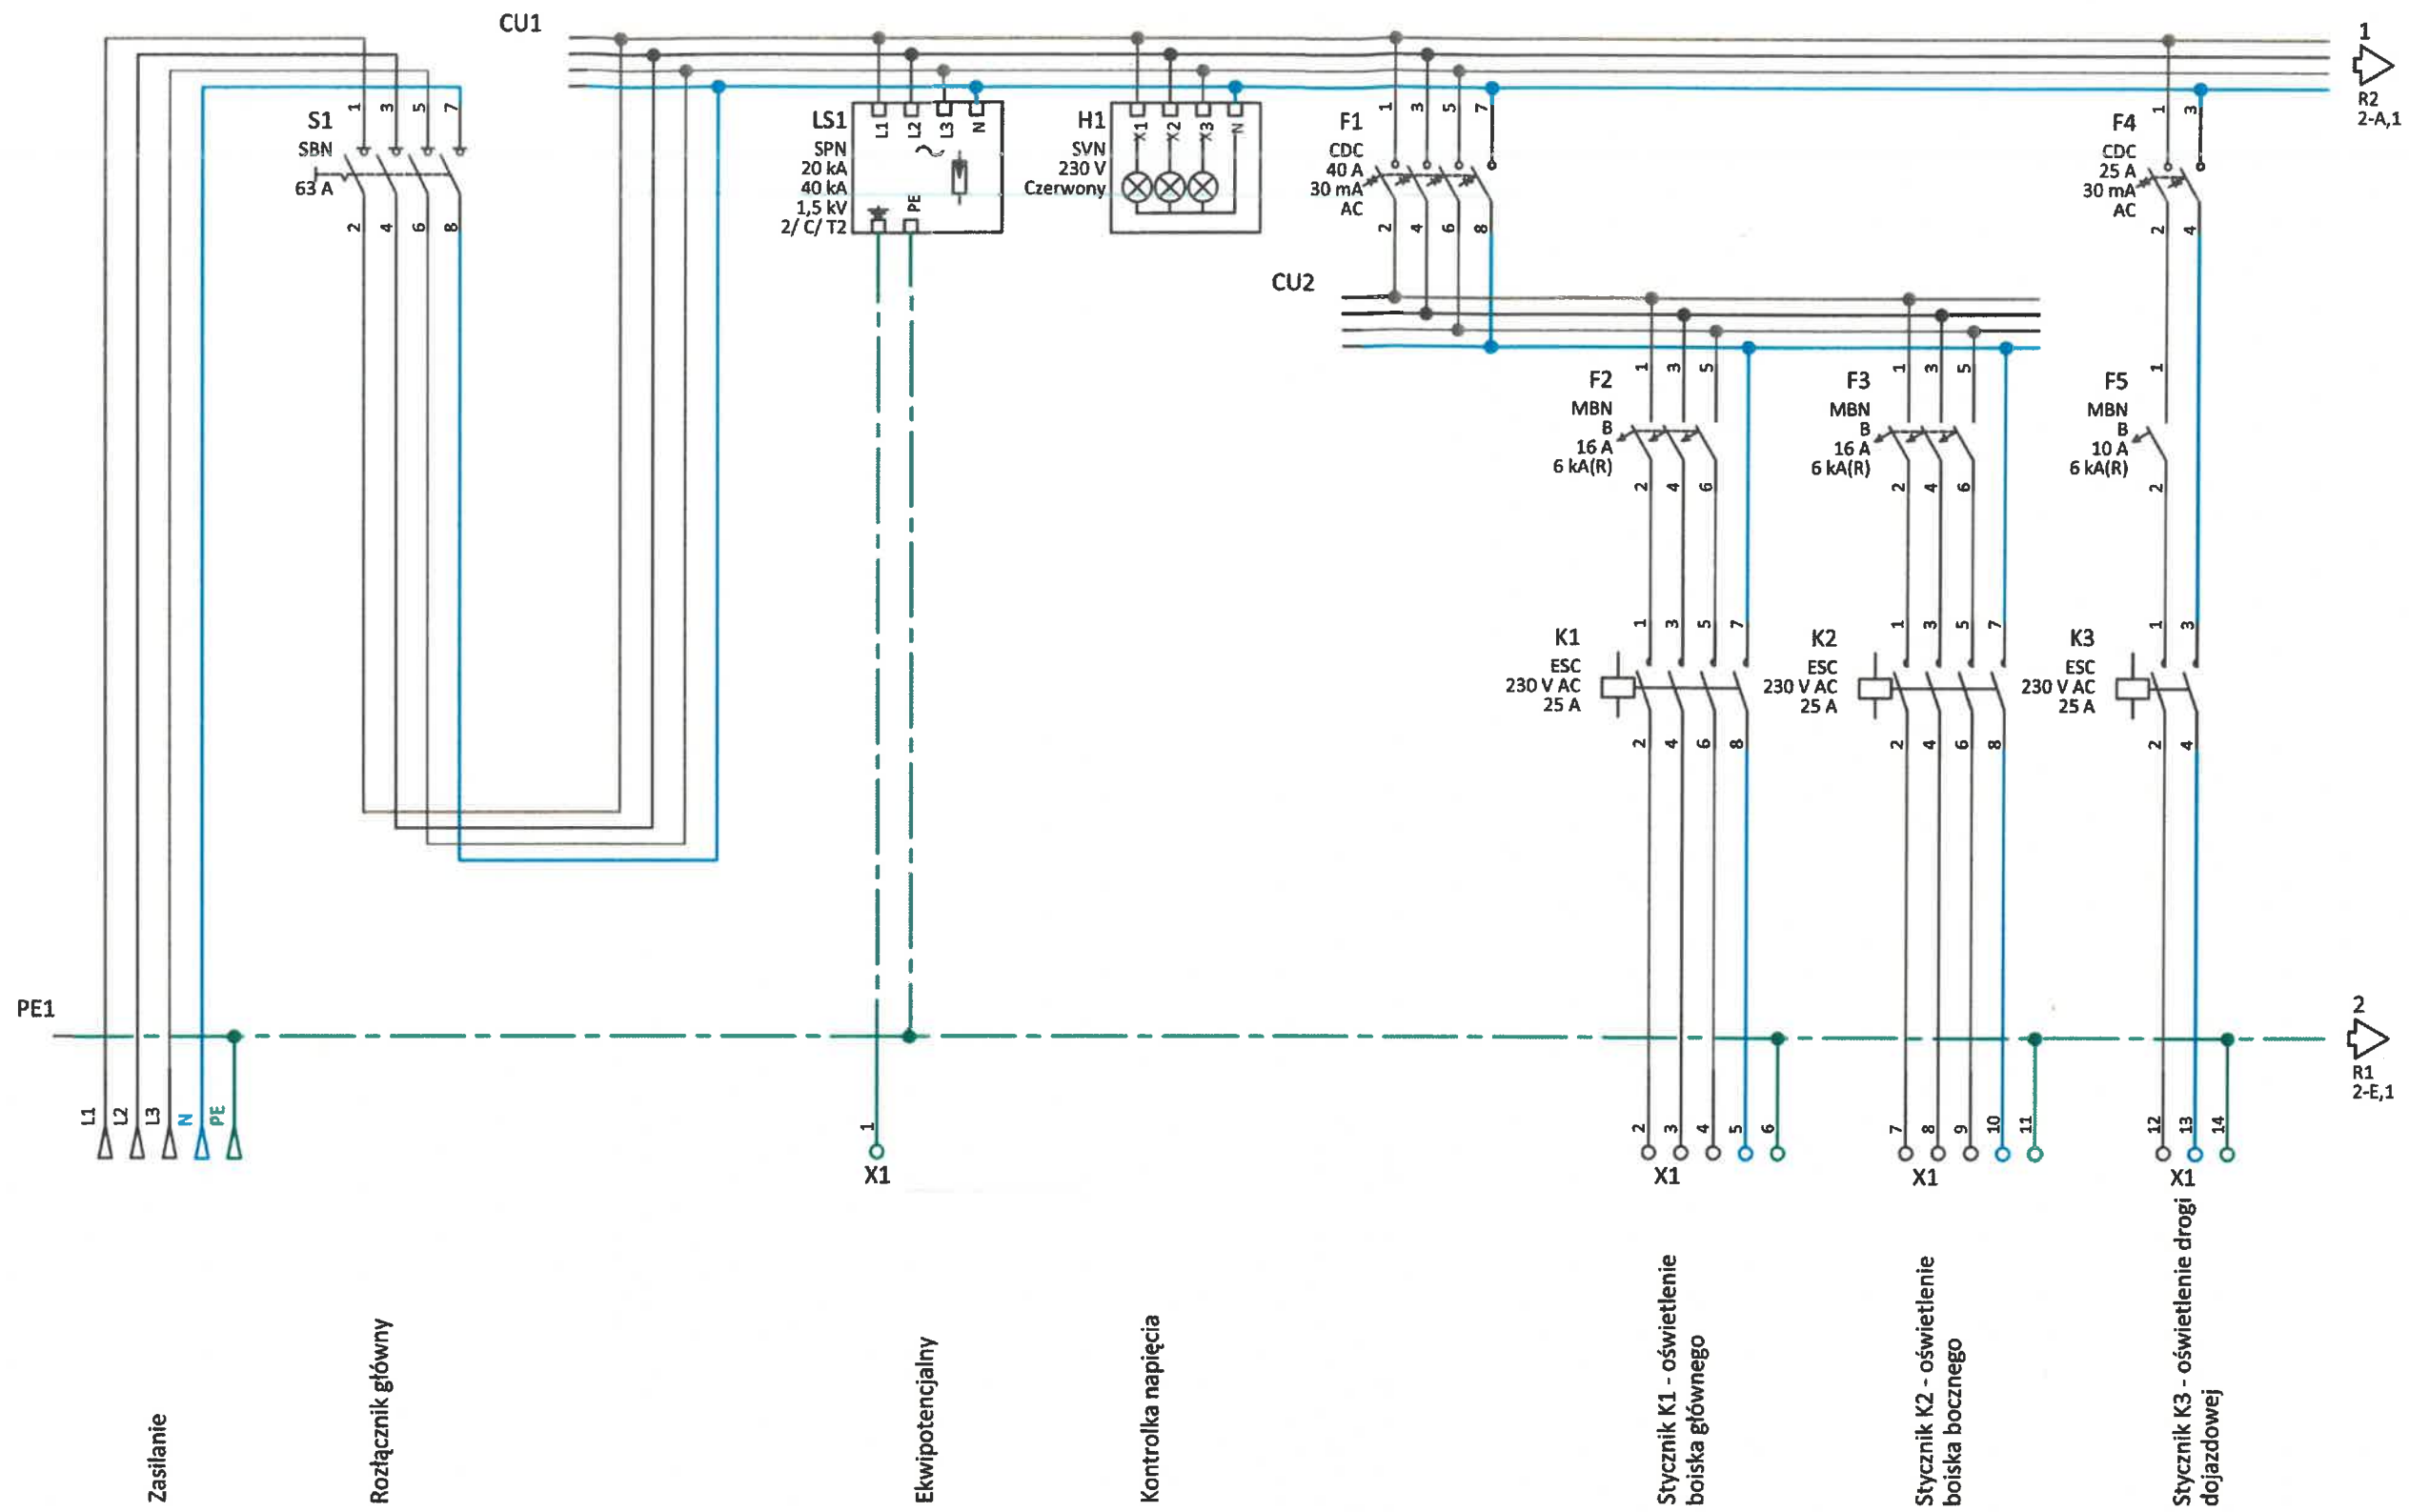 CU1
1
R2
2-A,1
S1
SBN
63 A
1
3
5
7
2
4
6
8
LS1
SPN
20 kA
40 kA
1,5 kV
2/ C/ T2
L1
L2
L3
N
PE
H1
SVN
230 V
Czerwony
X1
X2
X3
N
F1
CDC
40 A
30 mA
AC
1
3
5
7
2
4
6
8
F4
CDC
25 A
30 mA
AC
1
3
2
4
CU2
F2
MBN
B
16 A
6 kA(R)
1
3
5
2
4
6
F3
MBN
B
16 A
6 kA(R)
1
3
5
2
4
6
F5
MBN
B
10 A
6 kA(R)
1
2
K1
ESC
230 V AC
25 A
1
3
5
7
2
4
6
8
K2
ESC
230 V AC
25 A
1
3
5
7
2
4
6
8
K3
ESC
230 V AC
25 A
1
3
2
4
PE1
2
R1
2-E,1
L1
L2
L3
N
PE
1
X1
2
3
4
5
6
X1
7
8
9
10
11
X1
12
13
14
X1
Zasilanie
Rozłącznik główny
Ekwipotencjalny
Kontrolka napięcia
Stycznik K1 - oświetlenie
boiska głównego
Stycznik K2 - oświetlenie
boiska bocznego
Stycznik K3 - oświetlenie drogi
dojazdowej